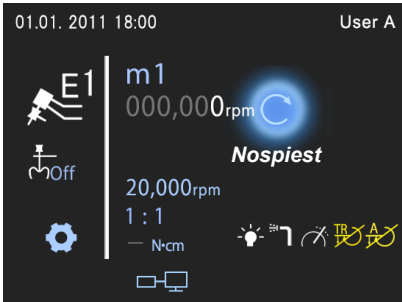 01.01. 2011 18:00 User A
E1 m1
000,000rpm
Nospiest
Off
20,000rpm
1 : 1
— N·cm
TR A